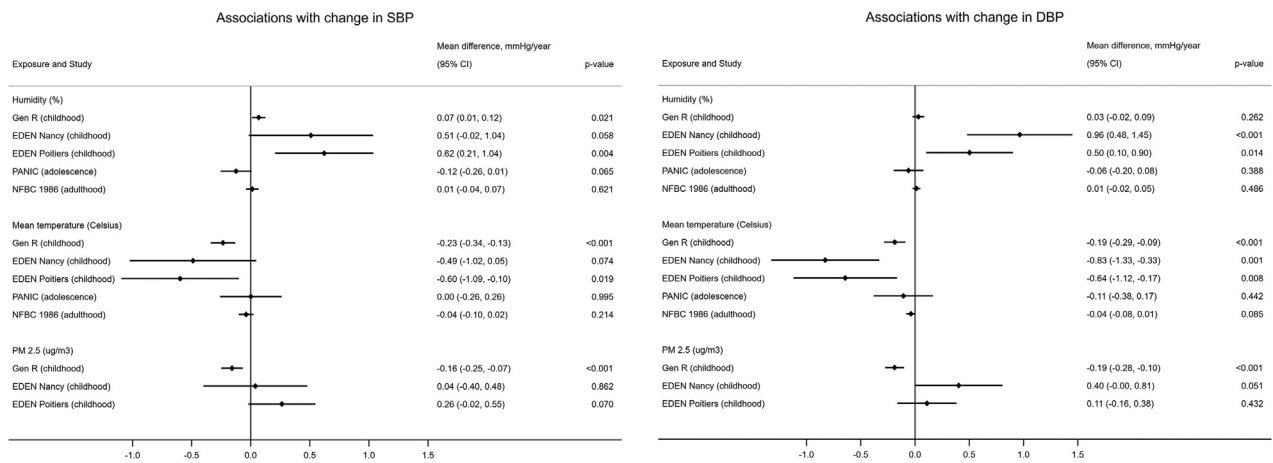 Associations with change in SBP
Mean difference, mmHg/year
Exposure and Study (95% CI) p-value
Humidity (%)
Gen R (childhood) 0.07 (0.01, 0.12) 0.021
EDEN Nancy (childhood) 0.51 (-0.02, 1.04) 0.058
EDEN Poitiers (childhood) 0.62 (0.21, 1.04) 0.004
PANIC (adolescence) -0.12 (-0.26, 0.01) 0.065
NFBC 1986 (adulthood) 0.01 (-0.04, 0.07) 0.621
Mean temperature (Celsius)
Gen R (childhood) -0.23 (-0.34, -0.13) <0.001
EDEN Nancy (childhood) -0.49 (-1.02, 0.05) 0.074
EDEN Poitiers (childhood) -0.60 (-1.09, -0.10) 0.019
PANIC (adolescence) 0.00 (-0.26, 0.26) 0.995
NFBC 1986 (adulthood) -0.04 (-0.10, 0.02) 0.214
PM 2.5 (ug/m3)
Gen R (childhood) -0.16 (-0.25, -0.07) <0.001
EDEN Nancy (childhood) 0.04 (-0.40, 0.48) 0.862
EDEN Poitiers (childhood) 0.26 (-0.02, 0.55) 0.070
-1.0 -0.5 0.0 0.5 1.0 1.5
Associations with change in DBP
Mean difference, mmHg/year
Exposure and Study (95% CI) p-value
Humidity (%)
Gen R (childhood) 0.03 (-0.02, 0.09) 0.262
EDEN Nancy (childhood) 0.96 (0.48, 1.45) <0.001
EDEN Poitiers (childhood) 0.50 (0.10, 0.90) 0.014
PANIC (adolescence) -0.06 (-0.20, 0.08) 0.388
NFBC 1986 (adulthood) 0.01 (-0.02, 0.05) 0.486
Mean temperature (Celsius)
Gen R (childhood) -0.19 (-0.29, -0.09) <0.001
EDEN Nancy (childhood) -0.83 (-1.33, -0.33) 0.001
EDEN Poitiers (childhood) -0.64 (-1.12, -0.17) 0.008
PANIC (adolescence) -0.11 (-0.38, 0.17) 0.442
NFBC 1986 (adulthood) -0.04 (-0.08, 0.01) 0.085
PM 2.5 (ug/m3)
Gen R (childhood) -0.19 (-0.28, -0.10) <0.001
EDEN Nancy (childhood) 0.40 (-0.00, 0.81) 0.051
EDEN Poitiers (childhood) 0.11 (-0.16, 0.38) 0.432
-1.0 -0.5 0.0 0.5 1.0 1.5